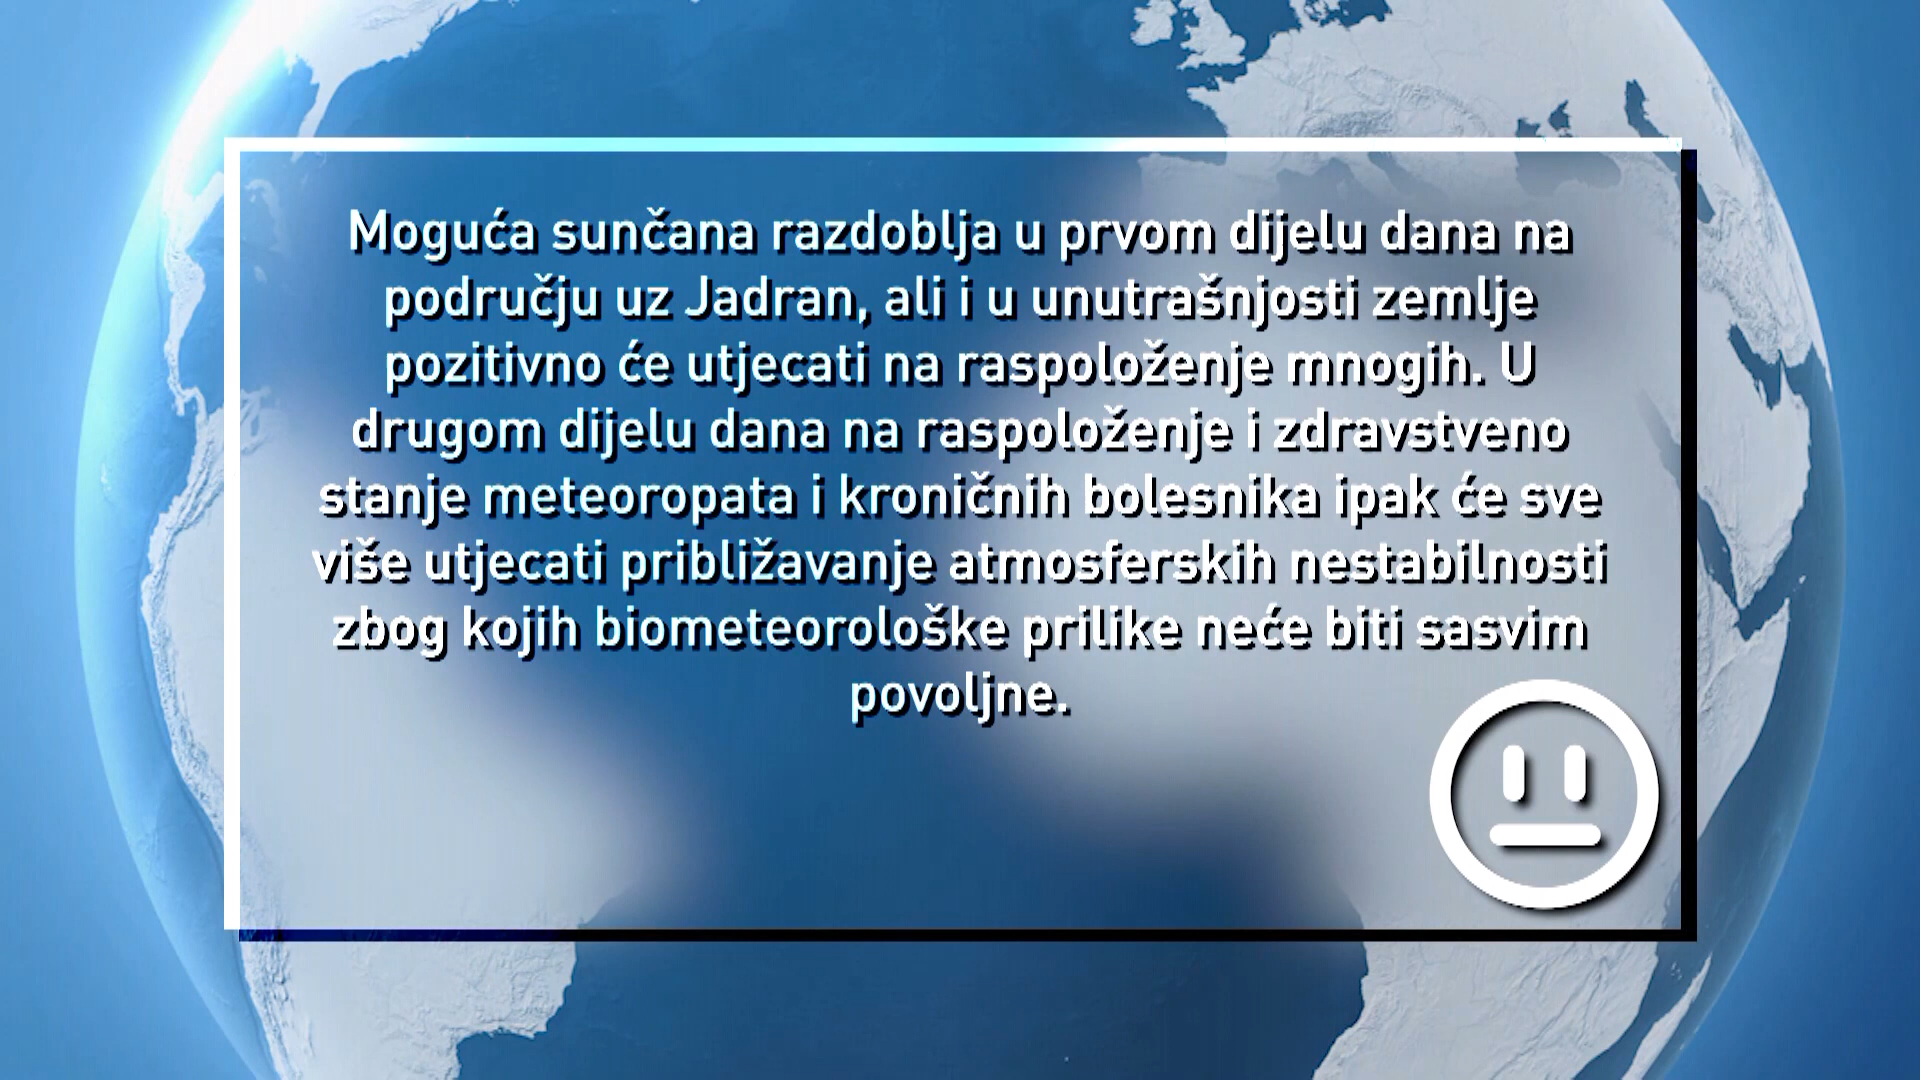 Moguća sunčana razdoblja u prvom dijelu dana na
području uz Jadran, ali i u unutrašnjosti zemlje
pozitivno će utjecati na raspoloženje mnogih. U
drugom dijelu dana na raspoloženje i zdravstveno
stanje meteoropata i kroničnih bolesnika ipak će sve
više utjecati približavanje atmosferskih nestabilnosti
zbog kojih biometeorološke prilike neće biti sasvim
povoljne.